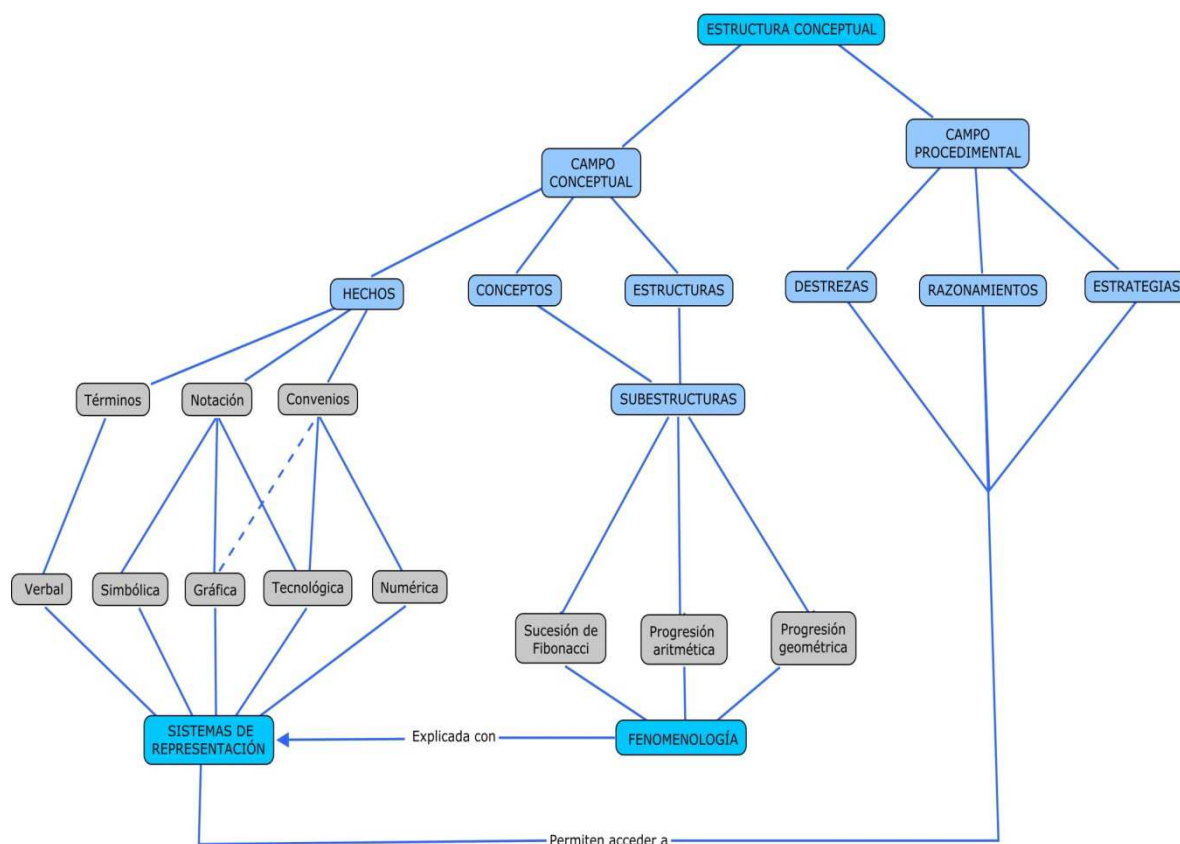 ESTRUCTURA CONCEPTUAL
CAMPO
CONCEPTUAL
CAMPO
PROCEDIMENTAL
HECHOS
CONCEPTOS
ESTRUCTURAS
DESTREZAS
RAZONAMIENTOS
ESTRATEGIAS
Términos
Notación
Convenios
SUBESTRUCTURAS
Verbal
Simbólica
Gráfica
Tecnológica
Numérica
Sucesión de
Fibonacci
Progresión
aritmética
Progresión
geométrica
SISTEMAS DE
REPRESENTACIÓN
Explicada con
FENOMENOLOGÍA
Permiten acceder a